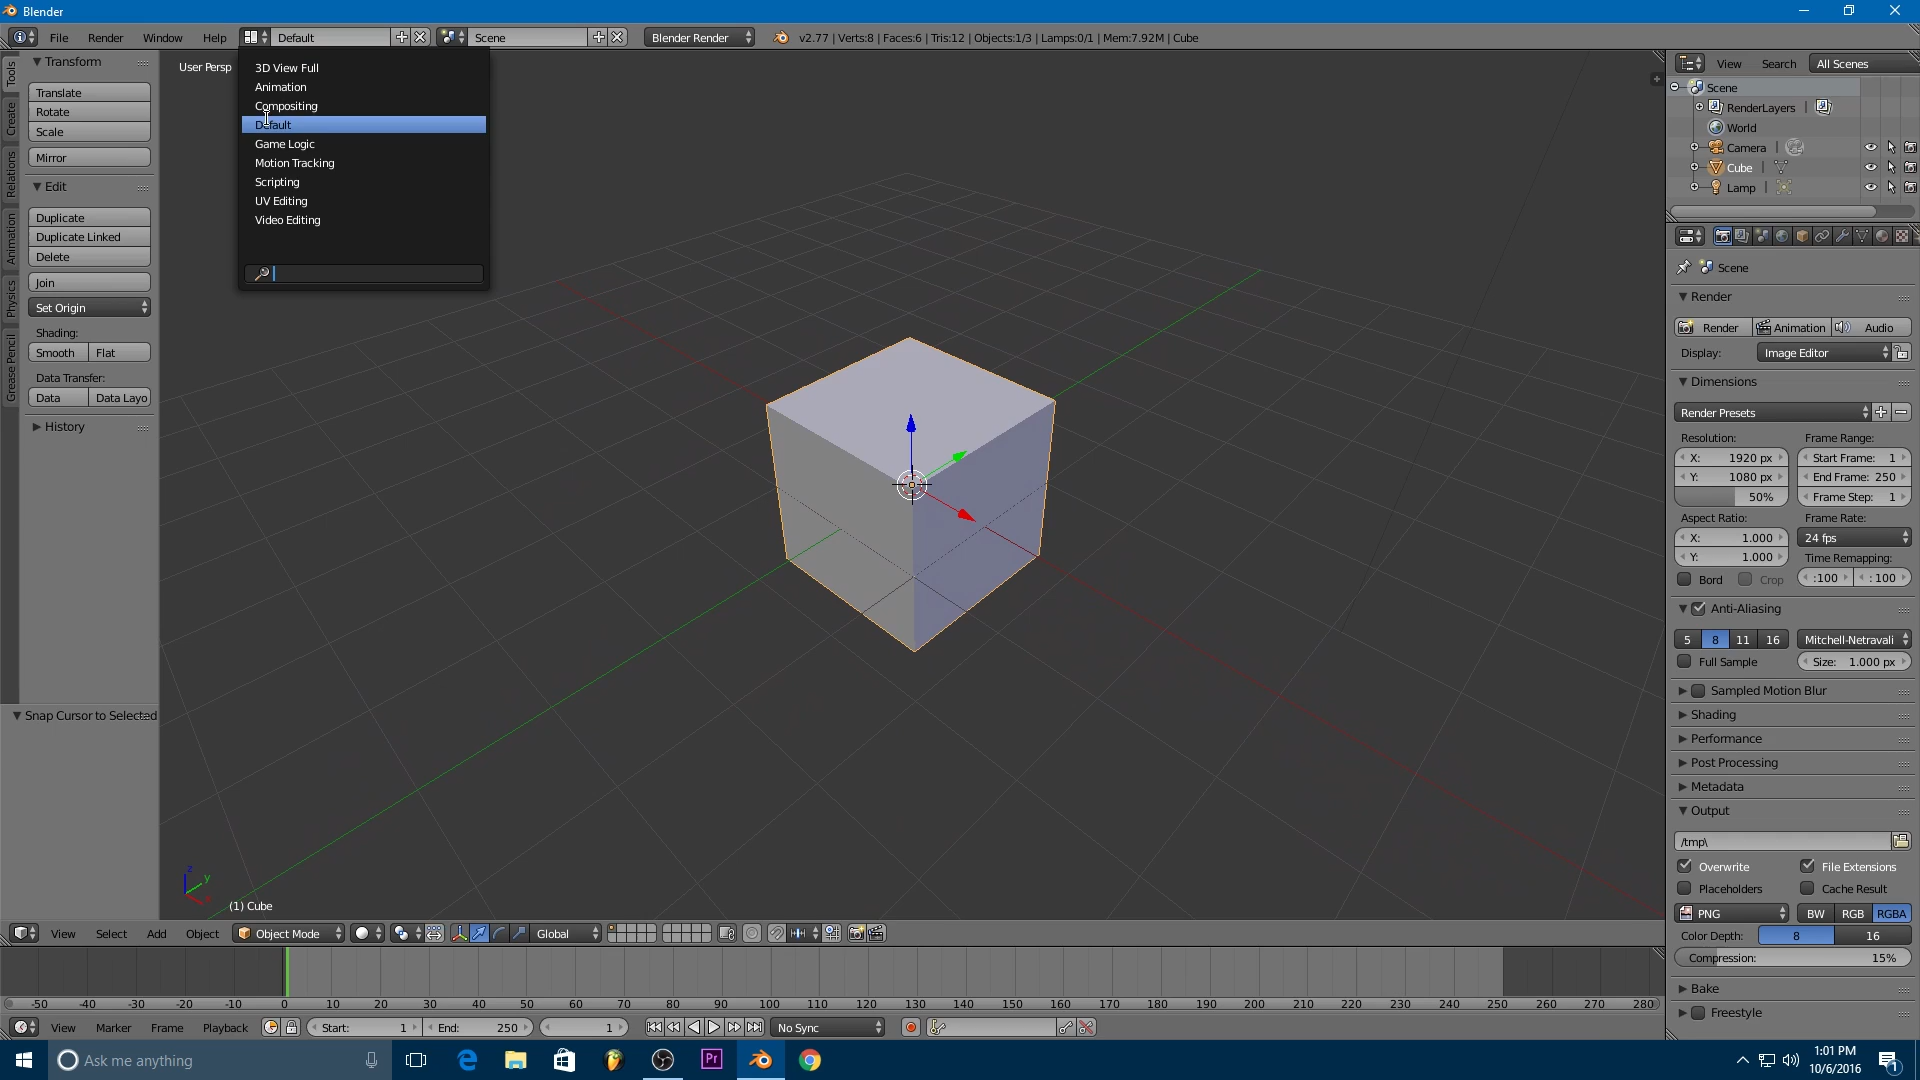 Blender
File Render Window Help Default Scene Blender Render v2.77 | Verts:8 | Faces:6 | Tris:12 | Objects:1/3 | Lamps:0/1 | Mem:7.92M | Cube
Tools
Create
Relations
Animation
Physics
Grease Pencil
Transform
Translate
Rotate
Scale
Mirror
Edit
Duplicate
Duplicate Linked
Delete
Join
Set Origin
Shading:
Smooth Flat
Data Transfer:
Data Data Layo
History
Snap Cursor to Selected
User Persp
3D View Full
Animation
Compositing
Default
Game Logic
Motion Tracking
Scripting
UV Editing
Video Editing
z
y
(1) Cube
View Search All Scenes
Scene
RenderLayers |
World
Camera |
Cube |
Lamp |
Scene
Render
Render Animation Audio
Display: Image Editor
Dimensions
Render Presets
Resolution: Frame Range:
X: 1920 px Start Frame: 1
Y: 1080 px End Frame: 250
50% Frame Step: 1
Aspect Ratio: Frame Rate:
X: 1.000 24 fps
Y: 1.000 Time Remapping:
Bord Crop :100 : 100
Anti-Aliasing
5 8 11 16 Mitchell-Netravali
Full Sample Size: 1.000 px
Sampled Motion Blur
Shading
Performance
Post Processing
Metadata
Output
/tmp\
Overwrite File Extensions
Placeholders Cache Result
PNG BW RGB RGBA
Color Depth: 8 16
Compression: 15%
Bake
Freestyle
View Select Add Object Object Mode Global
-50 -40 -30 -20 -10 0 10 20 30 40 50 60 70 80 90 100 110 120 130 140 150 160 170 180 190 200 210 220 230 240 250 260 270 280
View Marker Frame Playback Start: 1 End: 250 1 No Sync
Ask me anything
Pr
1:01 PM
10/6/2016
1